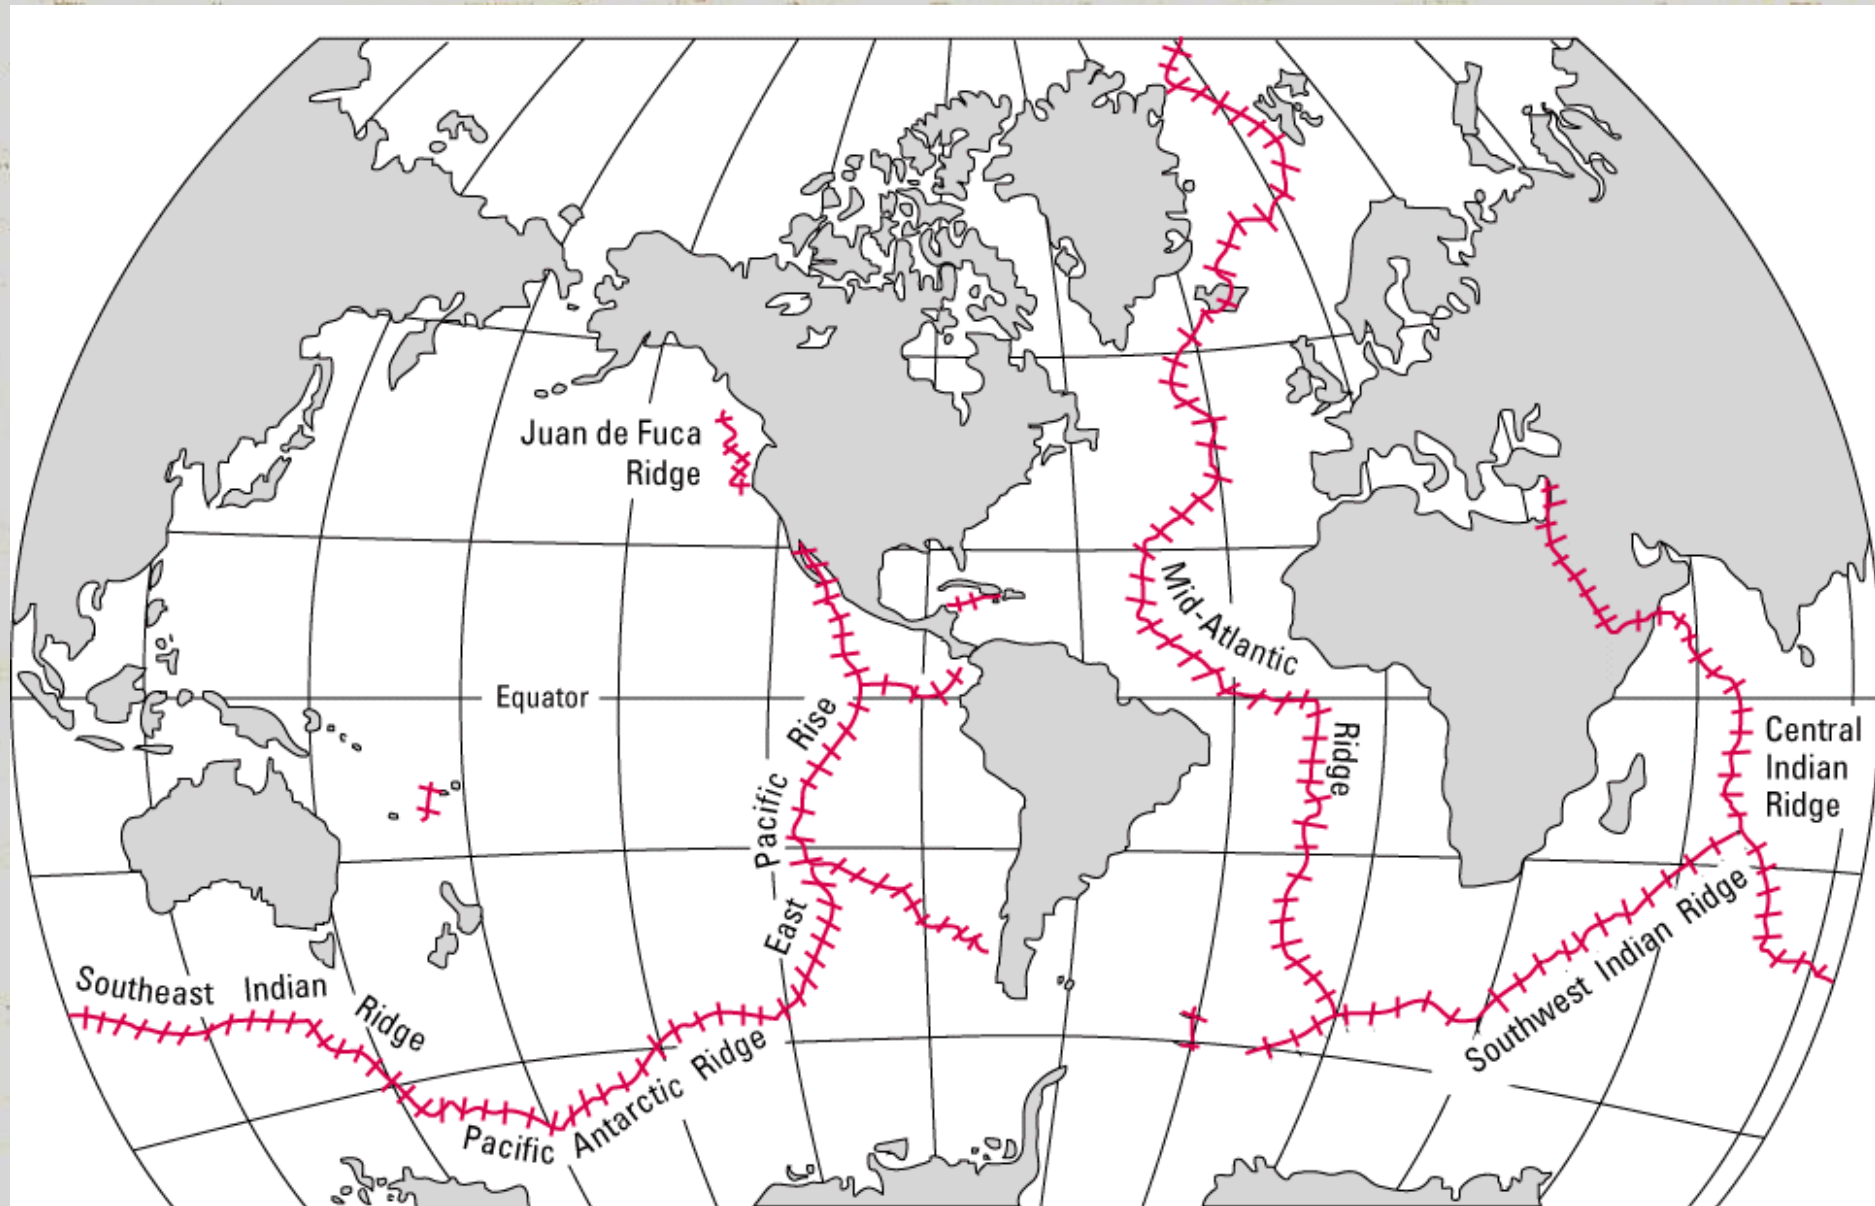 Juan de Fuca
Ridge
Mid-Atlantic
Ridge
Equator
East Pacific Rise
Central
Indian
Ridge
Southeast Indian Ridge
Southwest Indian Ridge
Pacific Antarctic Ridge